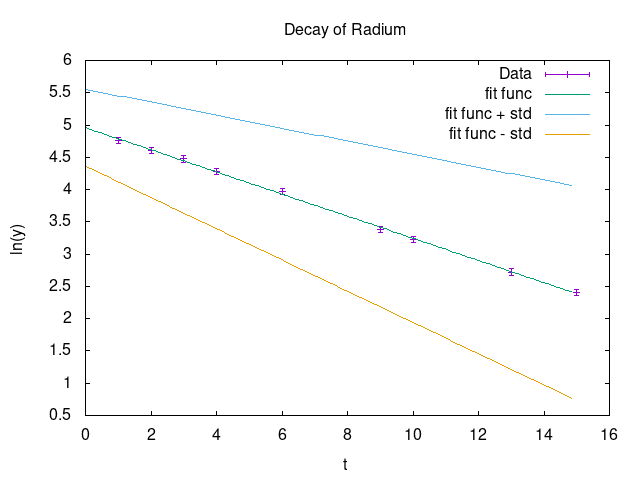 Decay of Radium
6
5.5
5
4.5
4
3.5
3
2.5
2
1.5
1
0.5
ln(y)
Data
fit func
fit func + std
fit func - std
0 2 4 6 8 10 12 14 16
t